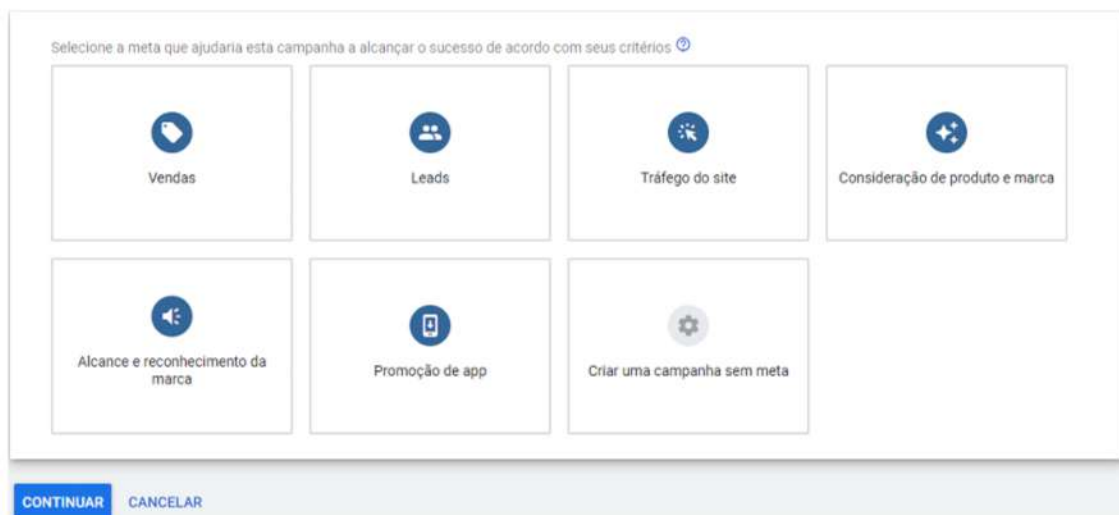 Selecione a meta que ajudaria esta campanha a alcançar o sucesso de acordo com seus critérios
Vendas
Leads
Tráfego do site
Consideração de produto e marca
Alcance e reconhecimento da
marca
Promoção de app
Criar uma campanha sem meta
CONTINUAR
CANCELAR